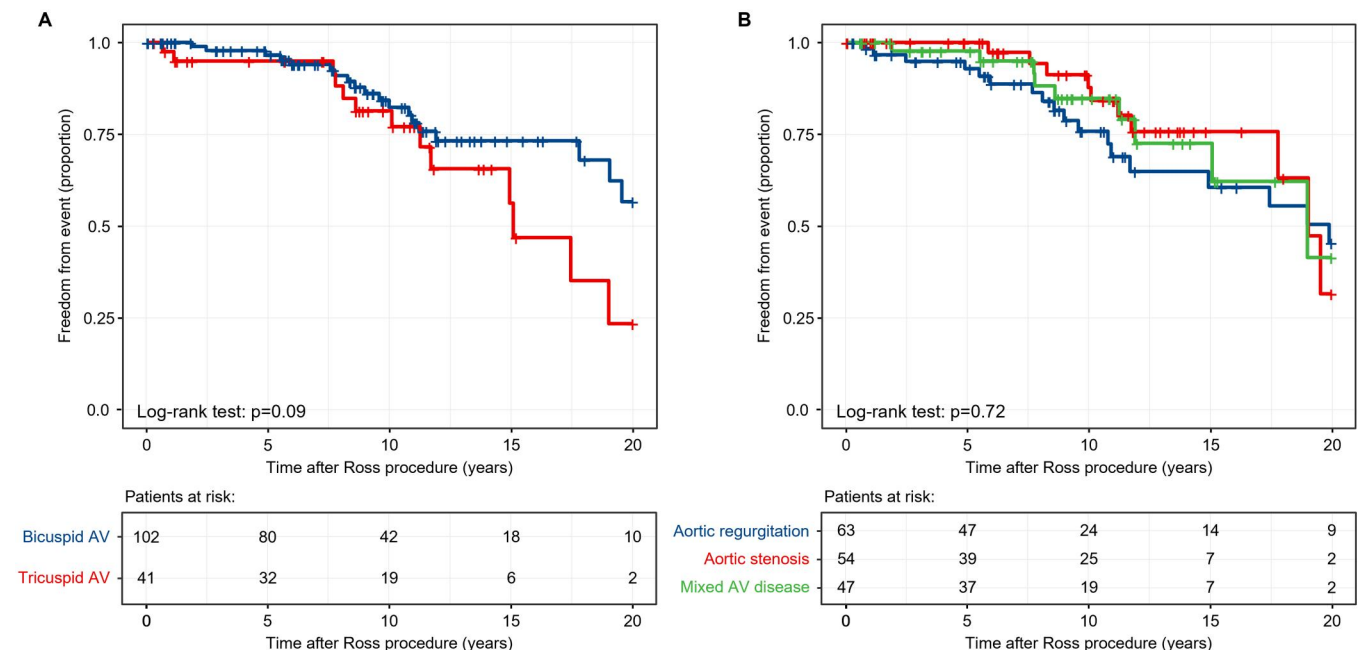 A
Freedom from event (proportion)
1.0
0.75
0.5
0.25
0.0
Log-rank test: p=0.09
0 5 10 15 20
Time after Ross procedure (years)
Patients at risk:
Bicuspid AV 102 80 42 18 10
Tricuspid AV 41 32 19 6 2
0 5 10 15 20
Time after Ross procedure (years)
B
Freedom from event (proportion)
1.0
0.75
0.5
0.25
0.0
Log-rank test: p=0.72
0 5 10 15 20
Time after Ross procedure (years)
Patients at risk:
Aortic regurgitation 63 47 24 14 9
Aortic stenosis 54 39 25 7 2
Mixed AV disease 47 37 19 7 2
0 5 10 15 20
Time after Ross procedure (years)